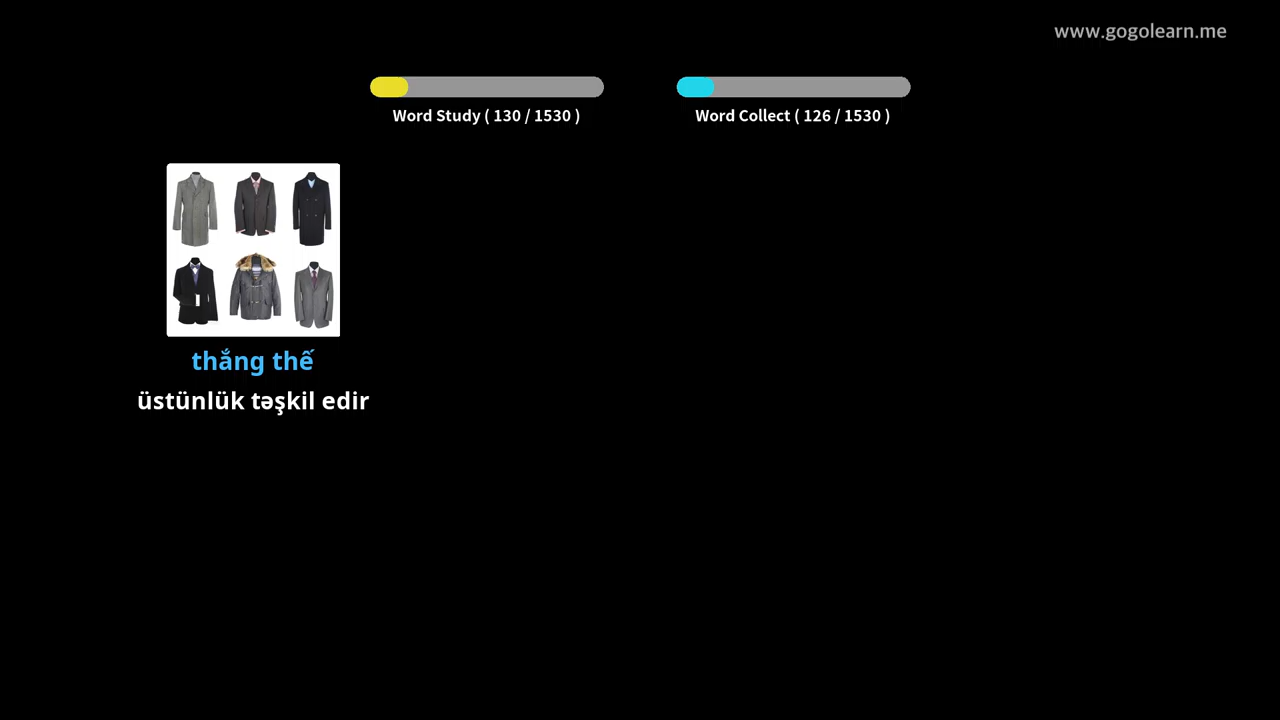 www.gogolearn.me
Word Study ( 130 / 1530 )
Word Collect ( 126 / 1530 )
thắng thế
üstünlük təşkil edir